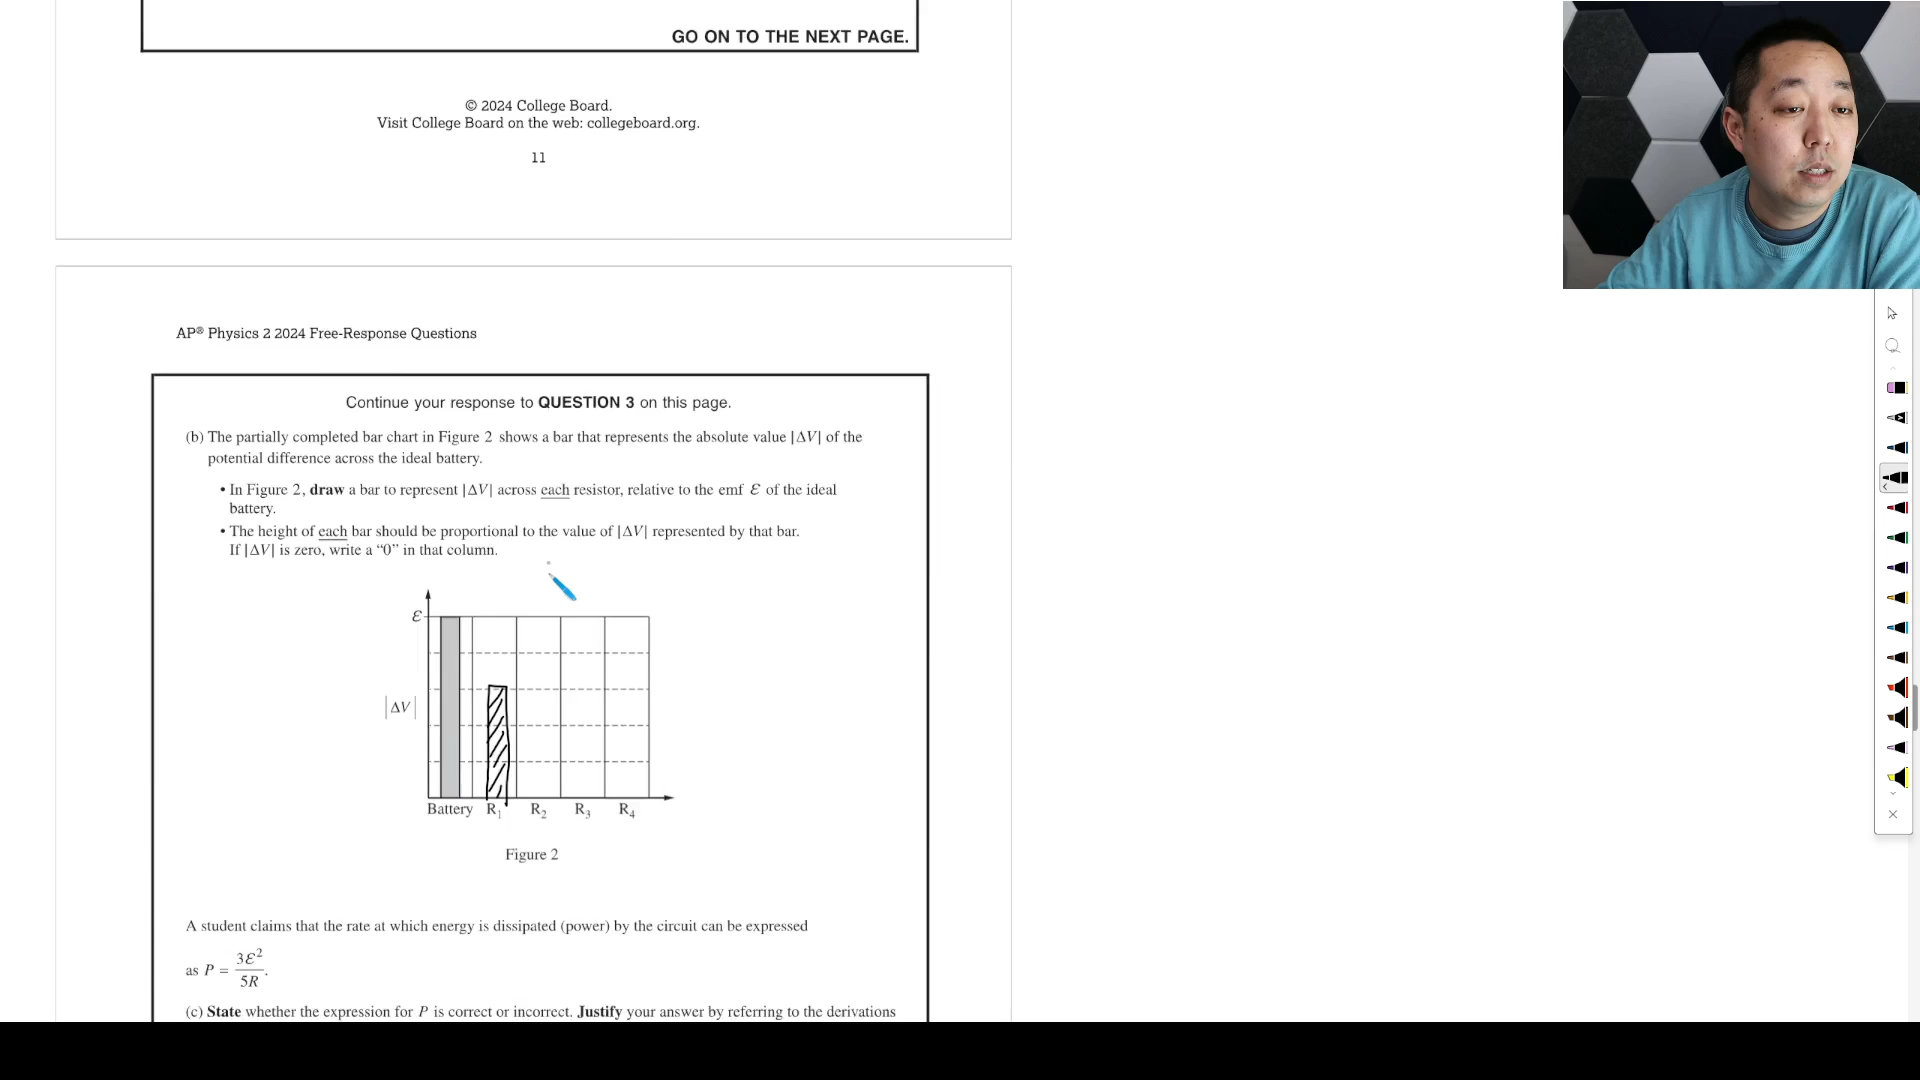 GO ON TO THE NEXT PAGE.
© 2024 College Board.
Visit College Board on the web: collegeboard.org.
11
AP® Physics 2 2024 Free-Response Questions
Continue your response to QUESTION 3 on this page.
(b) The partially completed bar chart in Figure 2 shows a bar that represents the absolute value |ΔV| of the
potential difference across the ideal battery.
• In Figure 2, draw a bar to represent |ΔV| across each resistor, relative to the emf ℰ of the ideal
battery.
• The height of each bar should be proportional to the value of |ΔV| represented by that bar.
If |ΔV| is zero, write a “0” in that column.
ℰ
|ΔV|
Battery R₁ R₂ R₃ R₄
Figure 2
A student claims that the rate at which energy is dissipated (power) by the circuit can be expressed
as P = 3ℰ²/5R.
(c) State whether the expression for P is correct or incorrect. Justify your answer by referring to the derivations